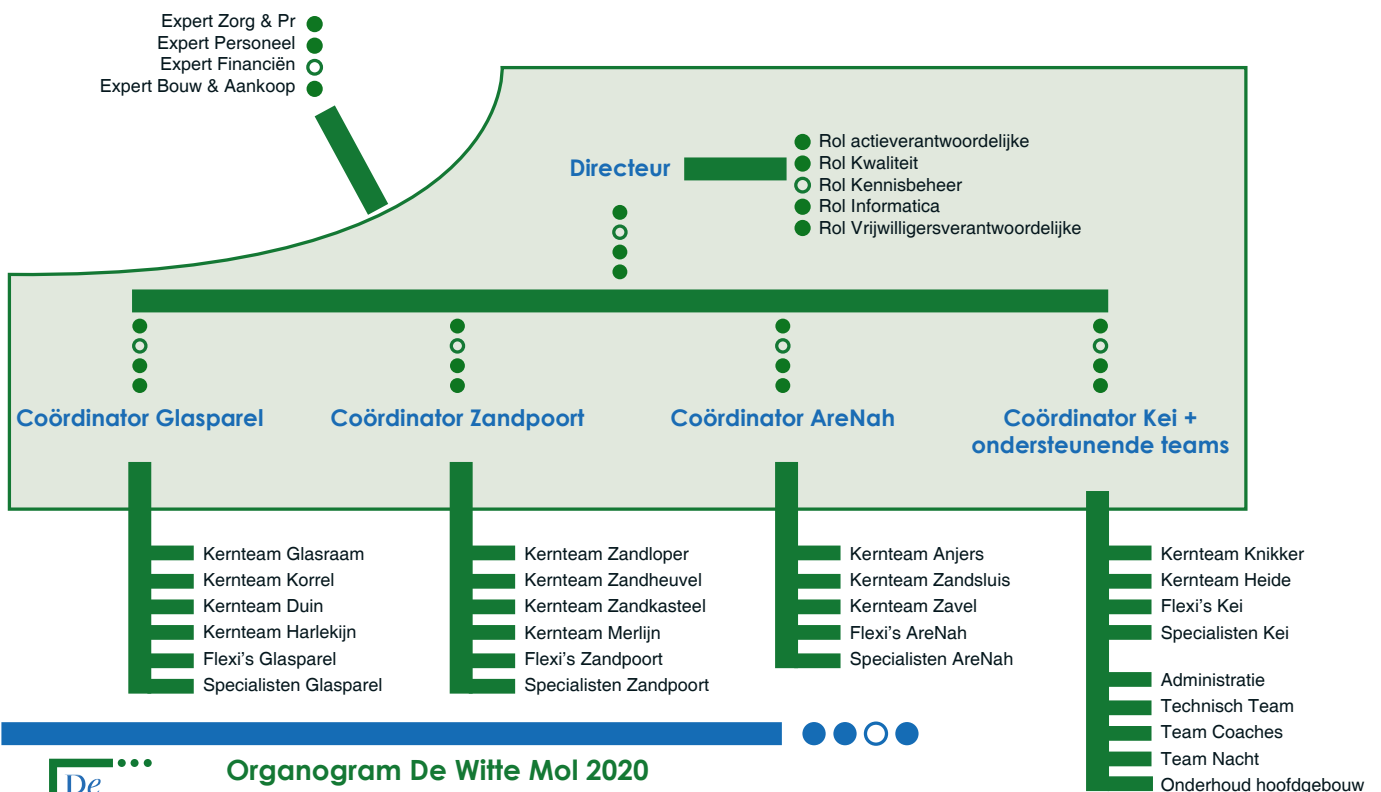 Expert Zorg & Pr
Expert Personeel
Expert Financiën
Expert Bouw & Aankoop
Directeur
Rol actieverantwoordelijke
Rol Kwaliteit
Rol Kennisbeheer
Rol Informatica
Rol Vrijwilligersverantwoordelijke
Coördinator Glasparel
Coördinator Zandpoort
Coördinator AreNah
Coördinator Kei +
ondersteunende teams
Kernteam Glasraam
Kernteam Korrel
Kernteam Duin
Kernteam Harlekijn
Flexi's Glasparel
Specialisten Glasparel
Kernteam Zandloper
Kernteam Zandheuvel
Kernteam Zandkasteel
Kernteam Merlijn
Flexi's Zandpoort
Specialisten Zandpoort
Kernteam Anjers
Kernteam Zandsluis
Kernteam Zavel
Flexi's AreNah
Specialisten AreNah
Kernteam Knikker
Kernteam Heide
Flexi's Kei
Specialisten Kei
Administratie
Technisch Team
Team Coaches
Team Nacht
Onderhoud hoofdgebouw
Organogram De Witte Mol 2020
De